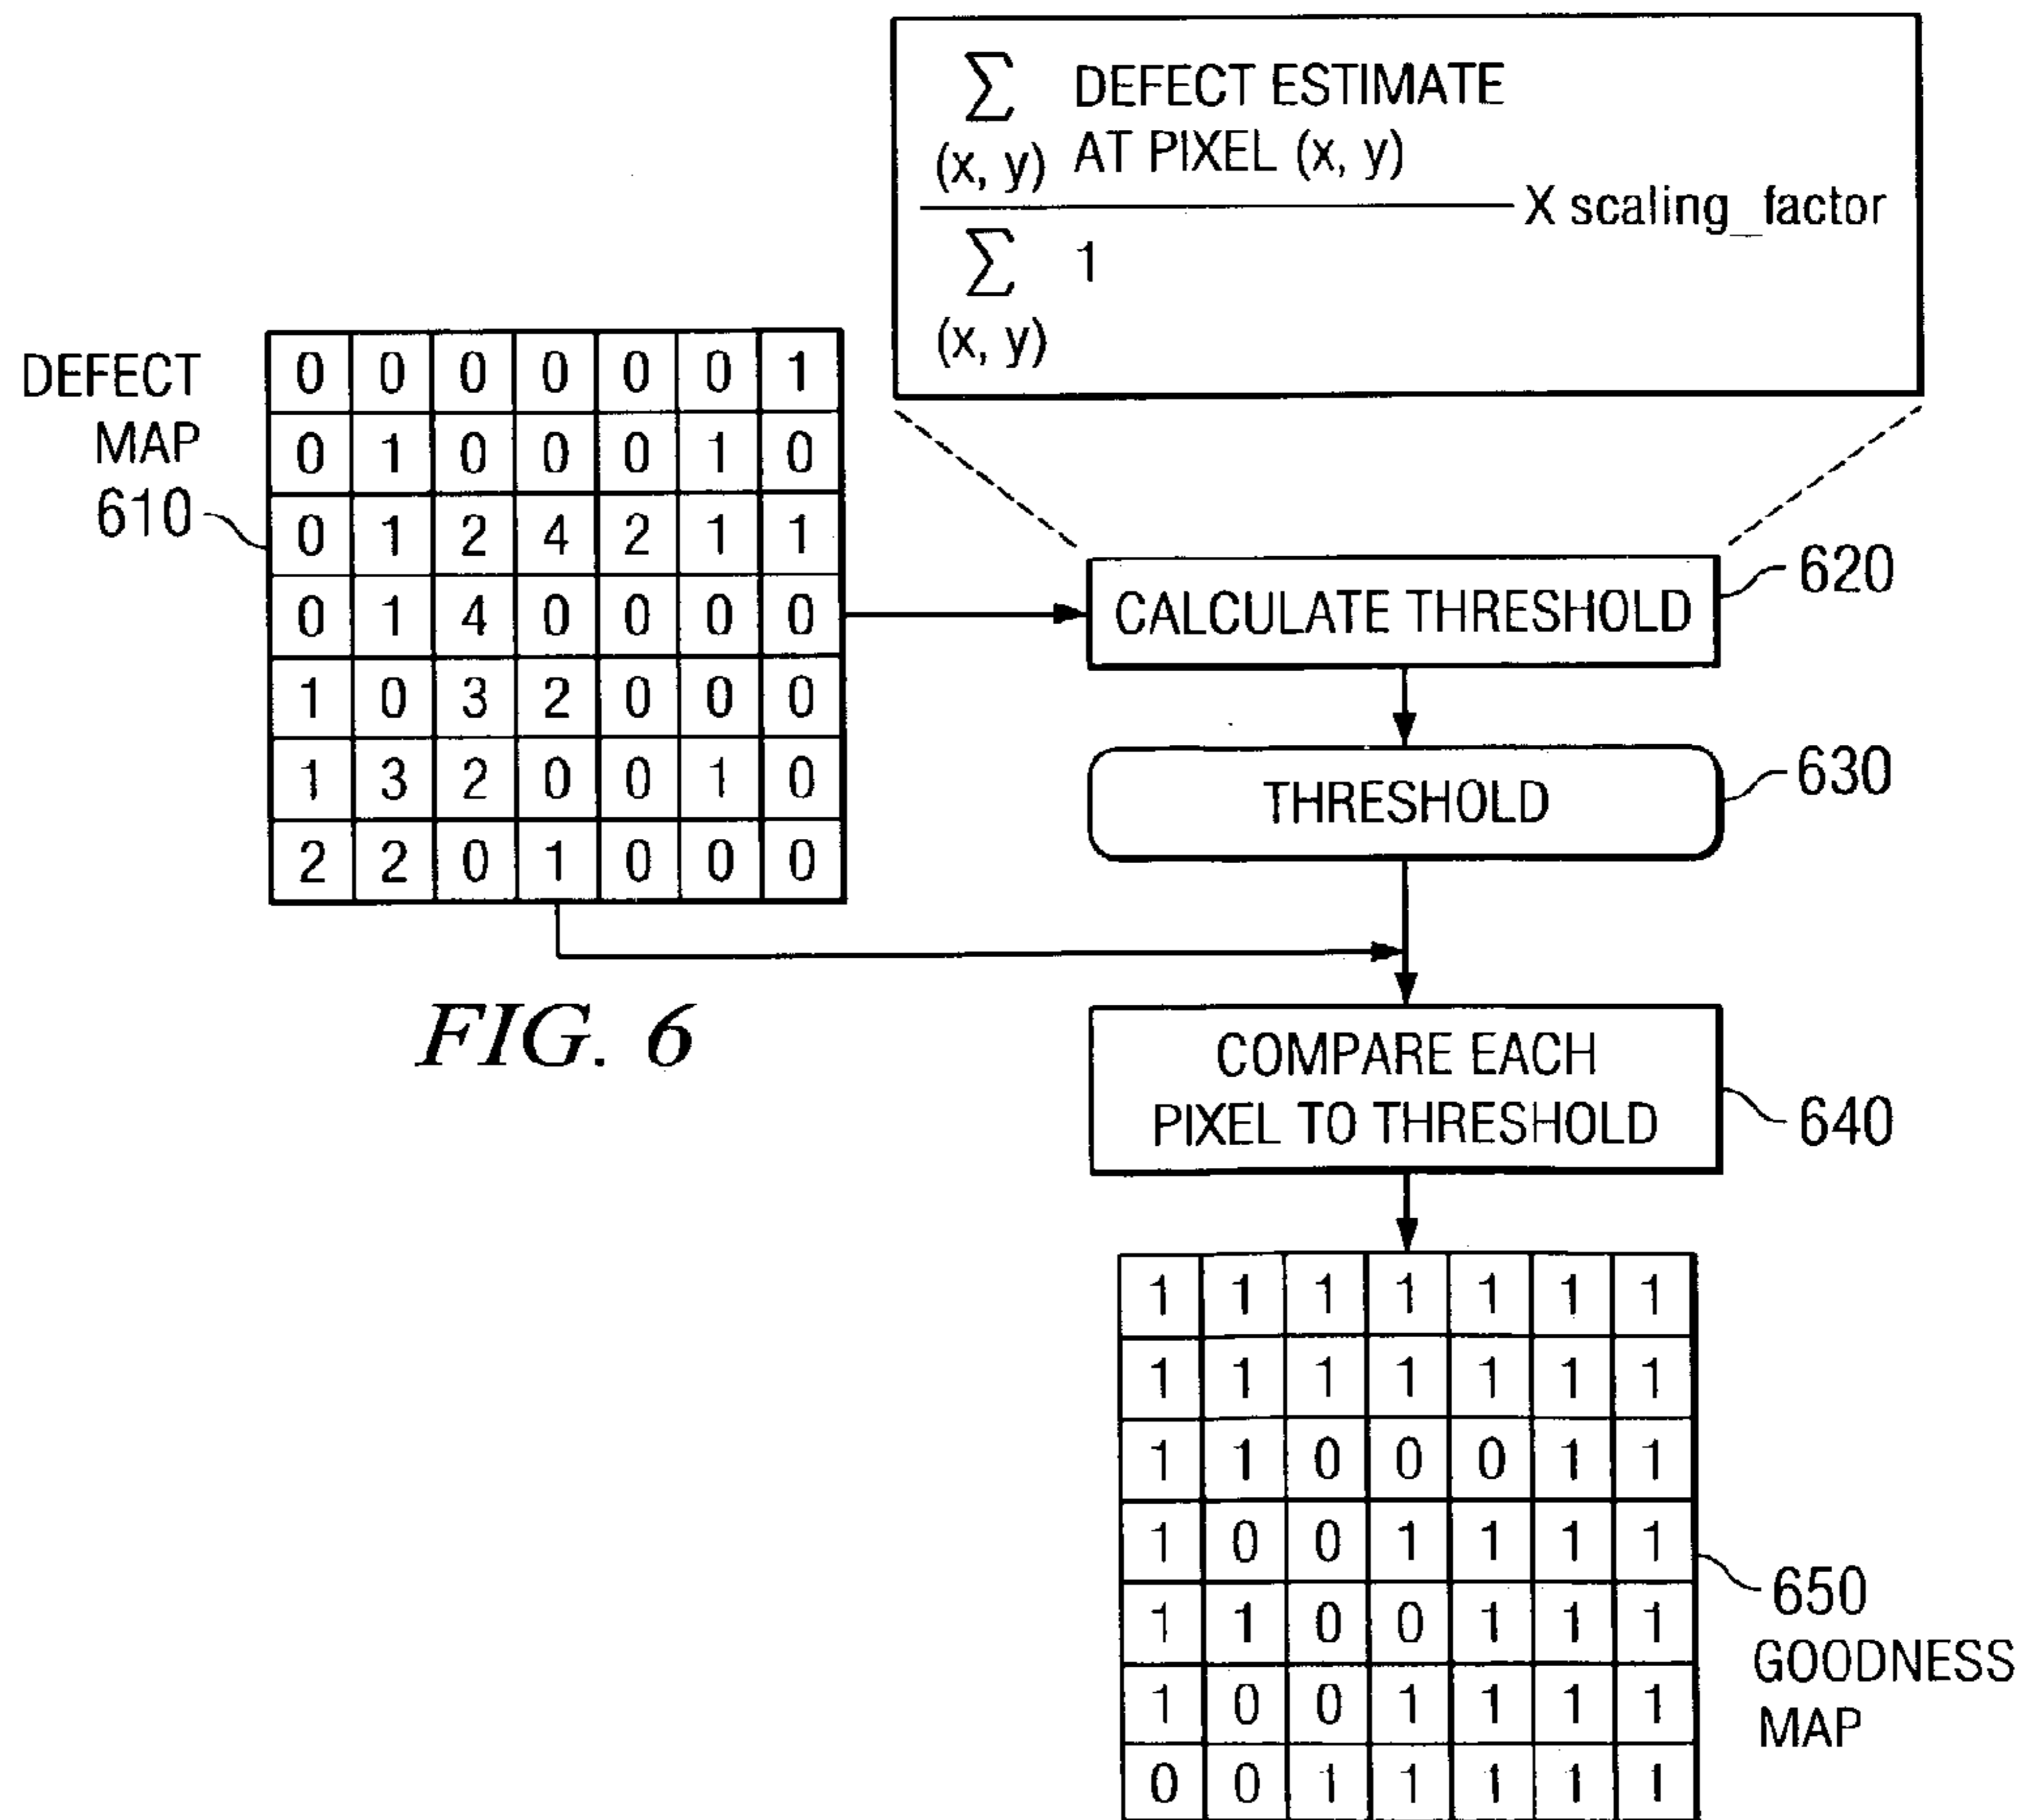 ∑ DEFECT ESTIMATE
(x, y) AT PIXEL (x, y)
X scaling_factor
∑ 1
(x, y)
DEFECT
MAP
610
0 0 0 0 0 0 1
0 1 0 0 0 1 0
0 1 2 4 2 1 1
0 1 4 0 0 0 0
1 0 3 2 0 0 0
1 3 2 0 0 1 0
2 2 0 1 0 0 0
CALCULATE THRESHOLD
620
THRESHOLD
630
FIG. 6
COMPARE EACH
PIXEL TO THRESHOLD
640
1 1 1 1 1 1 1
1 1 1 1 1 1 1
1 1 0 0 0 1 1
1 0 0 1 1 1 1
1 1 0 0 1 1 1
1 0 0 1 1 1 1
0 0 1 1 1 1 1
650
GOODNESS
MAP